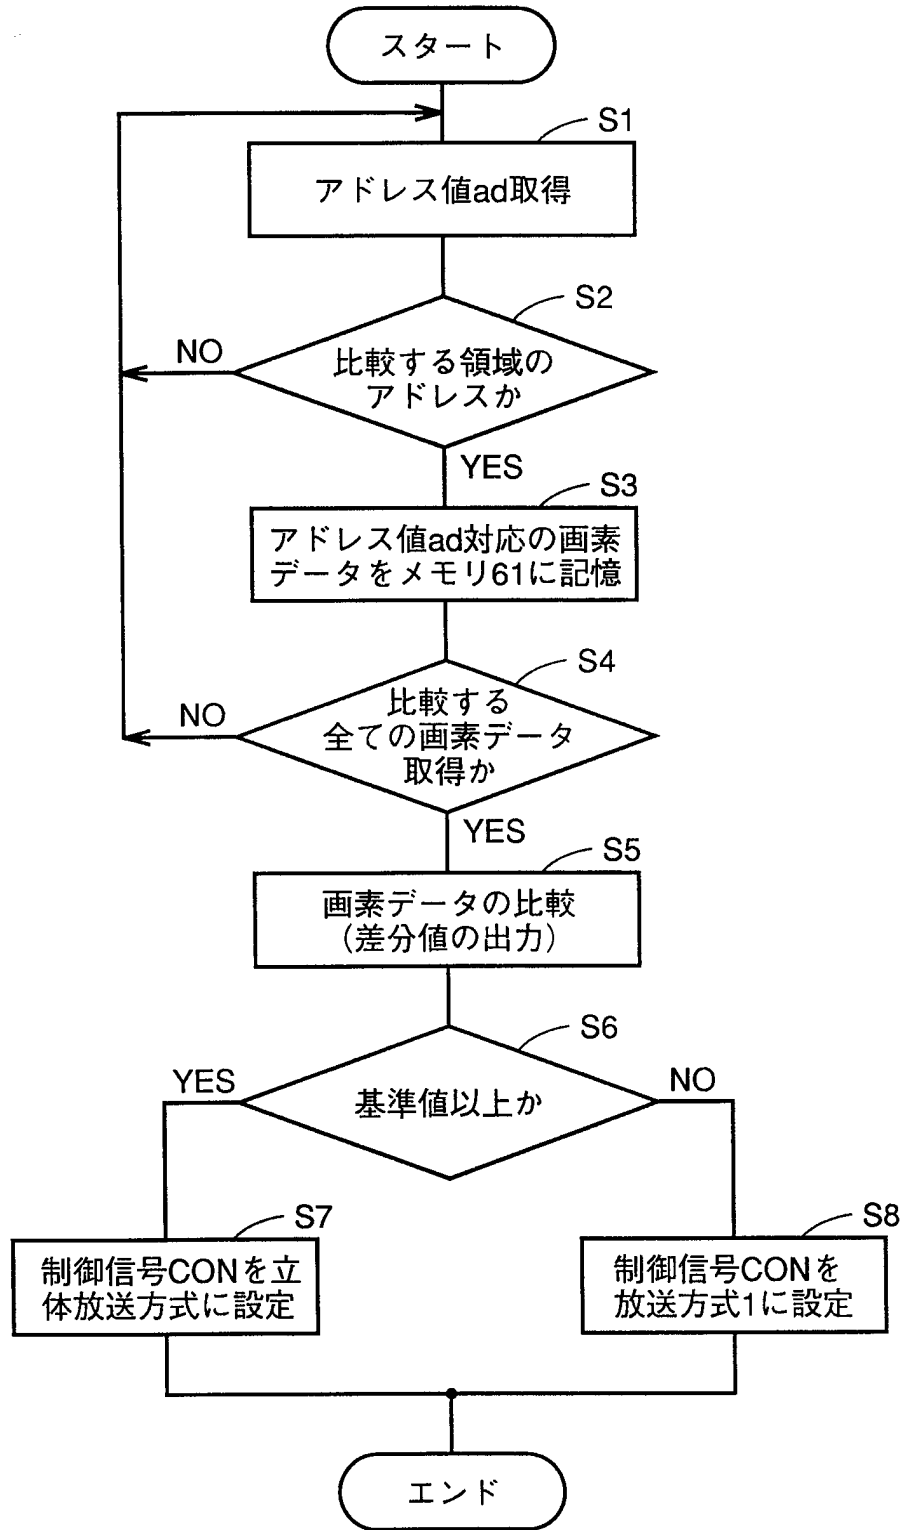 スタート
S1
アドレス値ad取得
S2
比較する領域の
アドレスか
NO
YES
S3
アドレス値ad対応の画素
データをメモリ61に記憶
S4
比較する
全ての画素データ
取得か
NO
YES
S5
画素データの比較
(差分値の出力)
S6
基準値以上か
YES
NO
S7
制御信号CONを立
体放送方式に設定
S8
制御信号CONを
放送方式1に設定
エンド